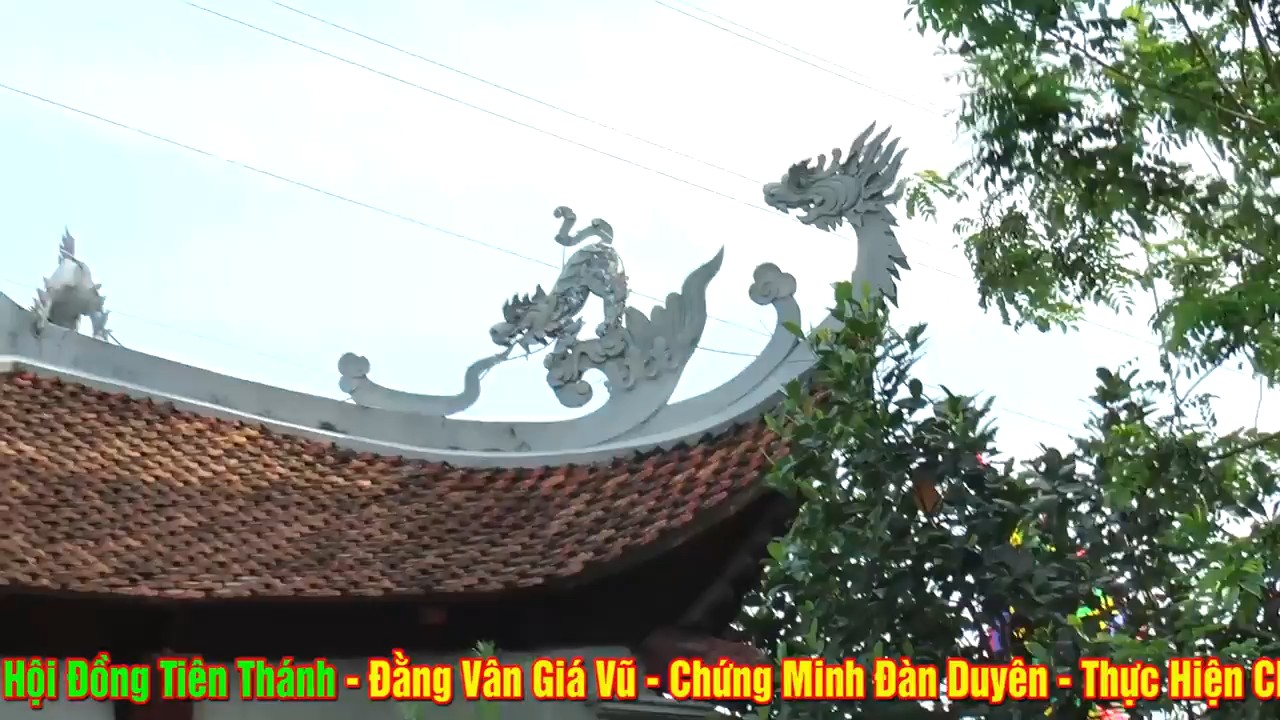 Hội Đồng Tiên Thánh - Đằng Vân Giá Vũ - Chứng Minh Đàn Duyên - Thực Hiện